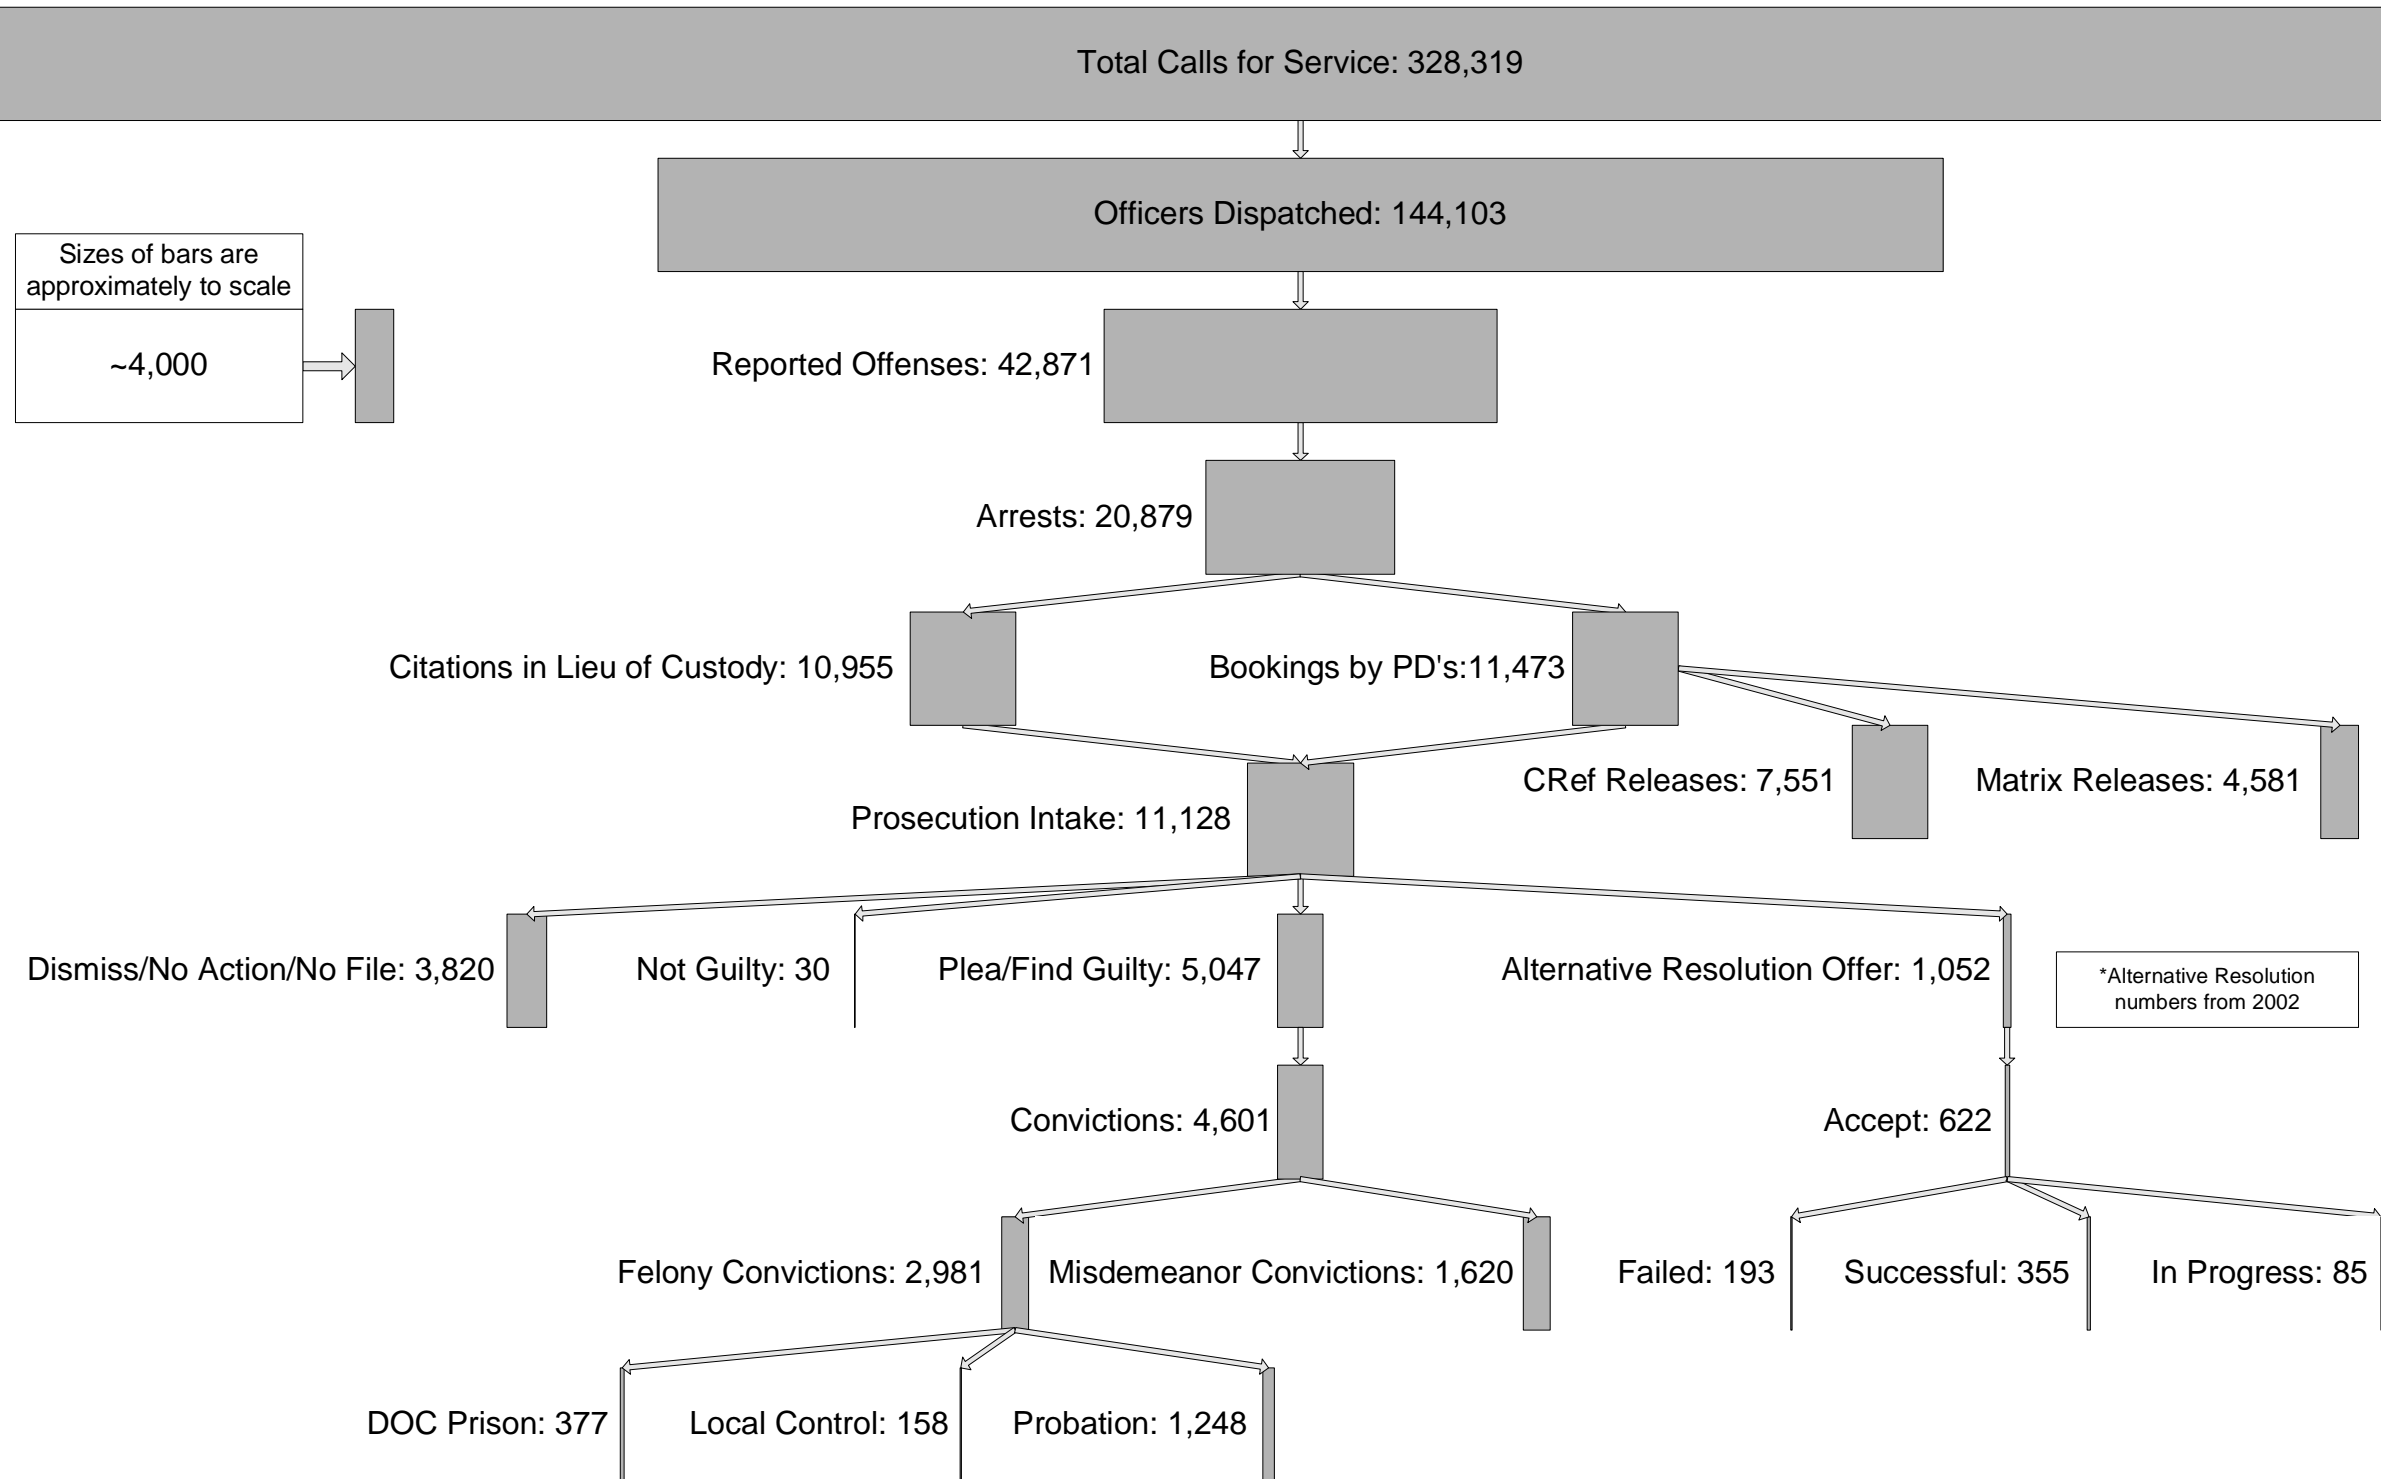 Total Calls for Service: 328,319
Officers Dispatched: 144,103
Sizes of bars are
approximately to scale
~4,000
Reported Offenses: 42,871
Arrests: 20,879
Citations in Lieu of Custody: 10,955
Bookings by PD's:11,473
CRef Releases: 7,551
Matrix Releases: 4,581
Prosecution Intake: 11,128
Dismiss/No Action/No File: 3,820
Not Guilty: 30
Plea/Find Guilty: 5,047
Alternative Resolution Offer: 1,052
*Alternative Resolution
numbers from 2002
Convictions: 4,601
Accept: 622
Felony Convictions: 2,981
Misdemeanor Convictions: 1,620
Failed: 193
Successful: 355
In Progress: 85
DOC Prison: 377
Local Control: 158
Probation: 1,248